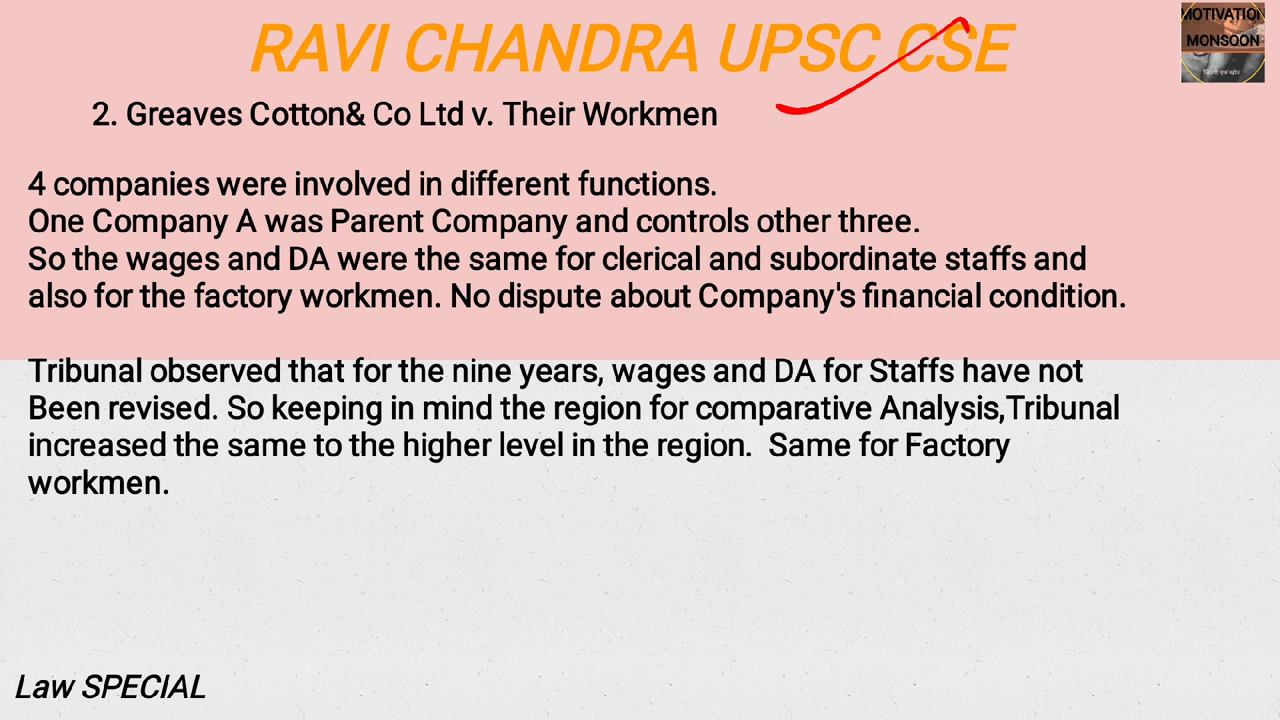 RAVI CHANDRA UPSC CSE
MOTIVATION
MONSOON
जिंदगी एक खोज
2. Greaves Cotton& Co Ltd v. Their Workmen
4 companies were involved in different functions.
One Company A was Parent Company and controls other three.
So the wages and DA were the same for clerical and subordinate staffs and
also for the factory workmen. No dispute about Company's financial condition.
Tribunal observed that for the nine years, wages and DA for Staffs have not
Been revised. So keeping in mind the region for comparative Analysis,Tribunal
increased the same to the higher level in the region.  Same for Factory
workmen.
Law SPECIAL